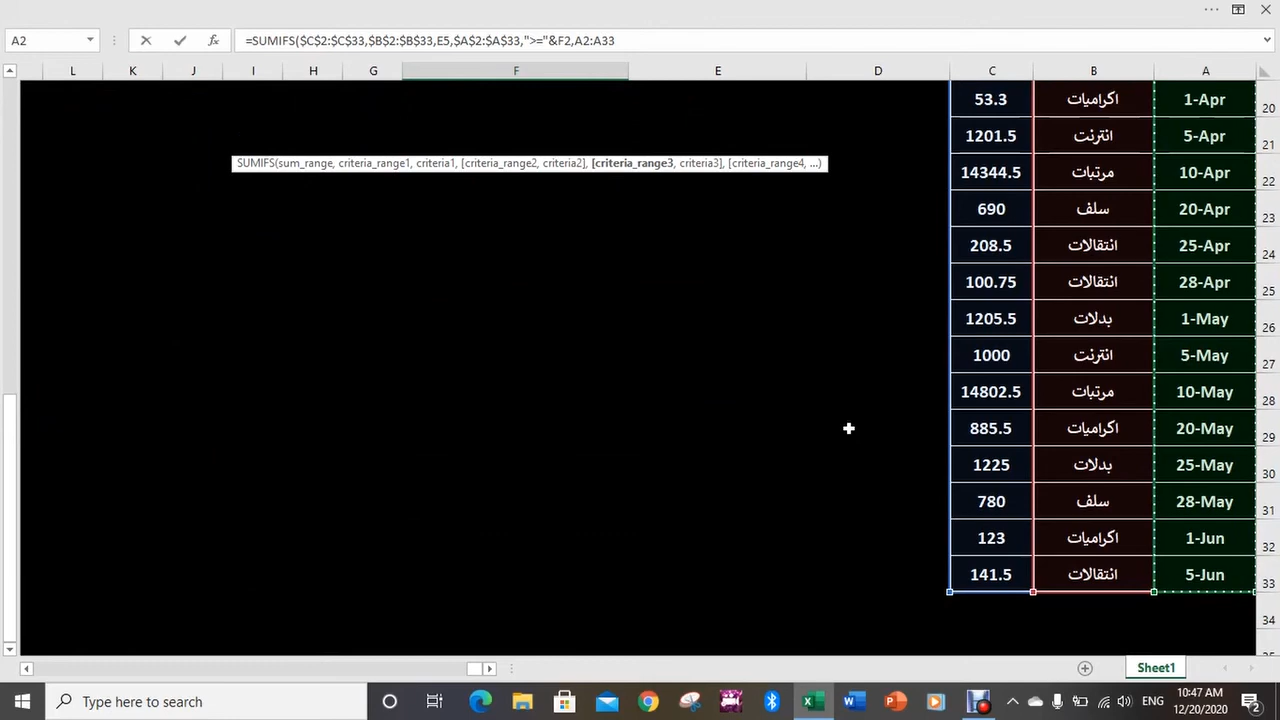 A2
=SUMIFS($C$2:$C$33,$B$2:$B$33,E5,$A$2:$A$33,">="&F2,A2:A33
L K J I H G F E D C B A
SUMIFS(sum_range, criteria_range1, criteria1, [criteria_range2, criteria2], [criteria_range3, criteria3], [criteria_range4, ...)
53.3 اكراميات 1-Apr 20
1201.5 انترنت 5-Apr 21
14344.5 مرتبات 10-Apr 22
690 سلف 20-Apr 23
208.5 انتقالات 25-Apr 24
100.75 انتقالات 28-Apr 25
1205.5 بدلات 1-May 26
1000 انترنت 5-May 27
14802.5 مرتبات 10-May 28
885.5 اكراميات 20-May 29
1225 بدلات 25-May 30
780 سلف 28-May 31
123 اكراميات 1-Jun 32
141.5 انتقالات 5-Jun 33
34
Sheet1
Type here to search
ENG
10:47 AM
12/20/2020
2